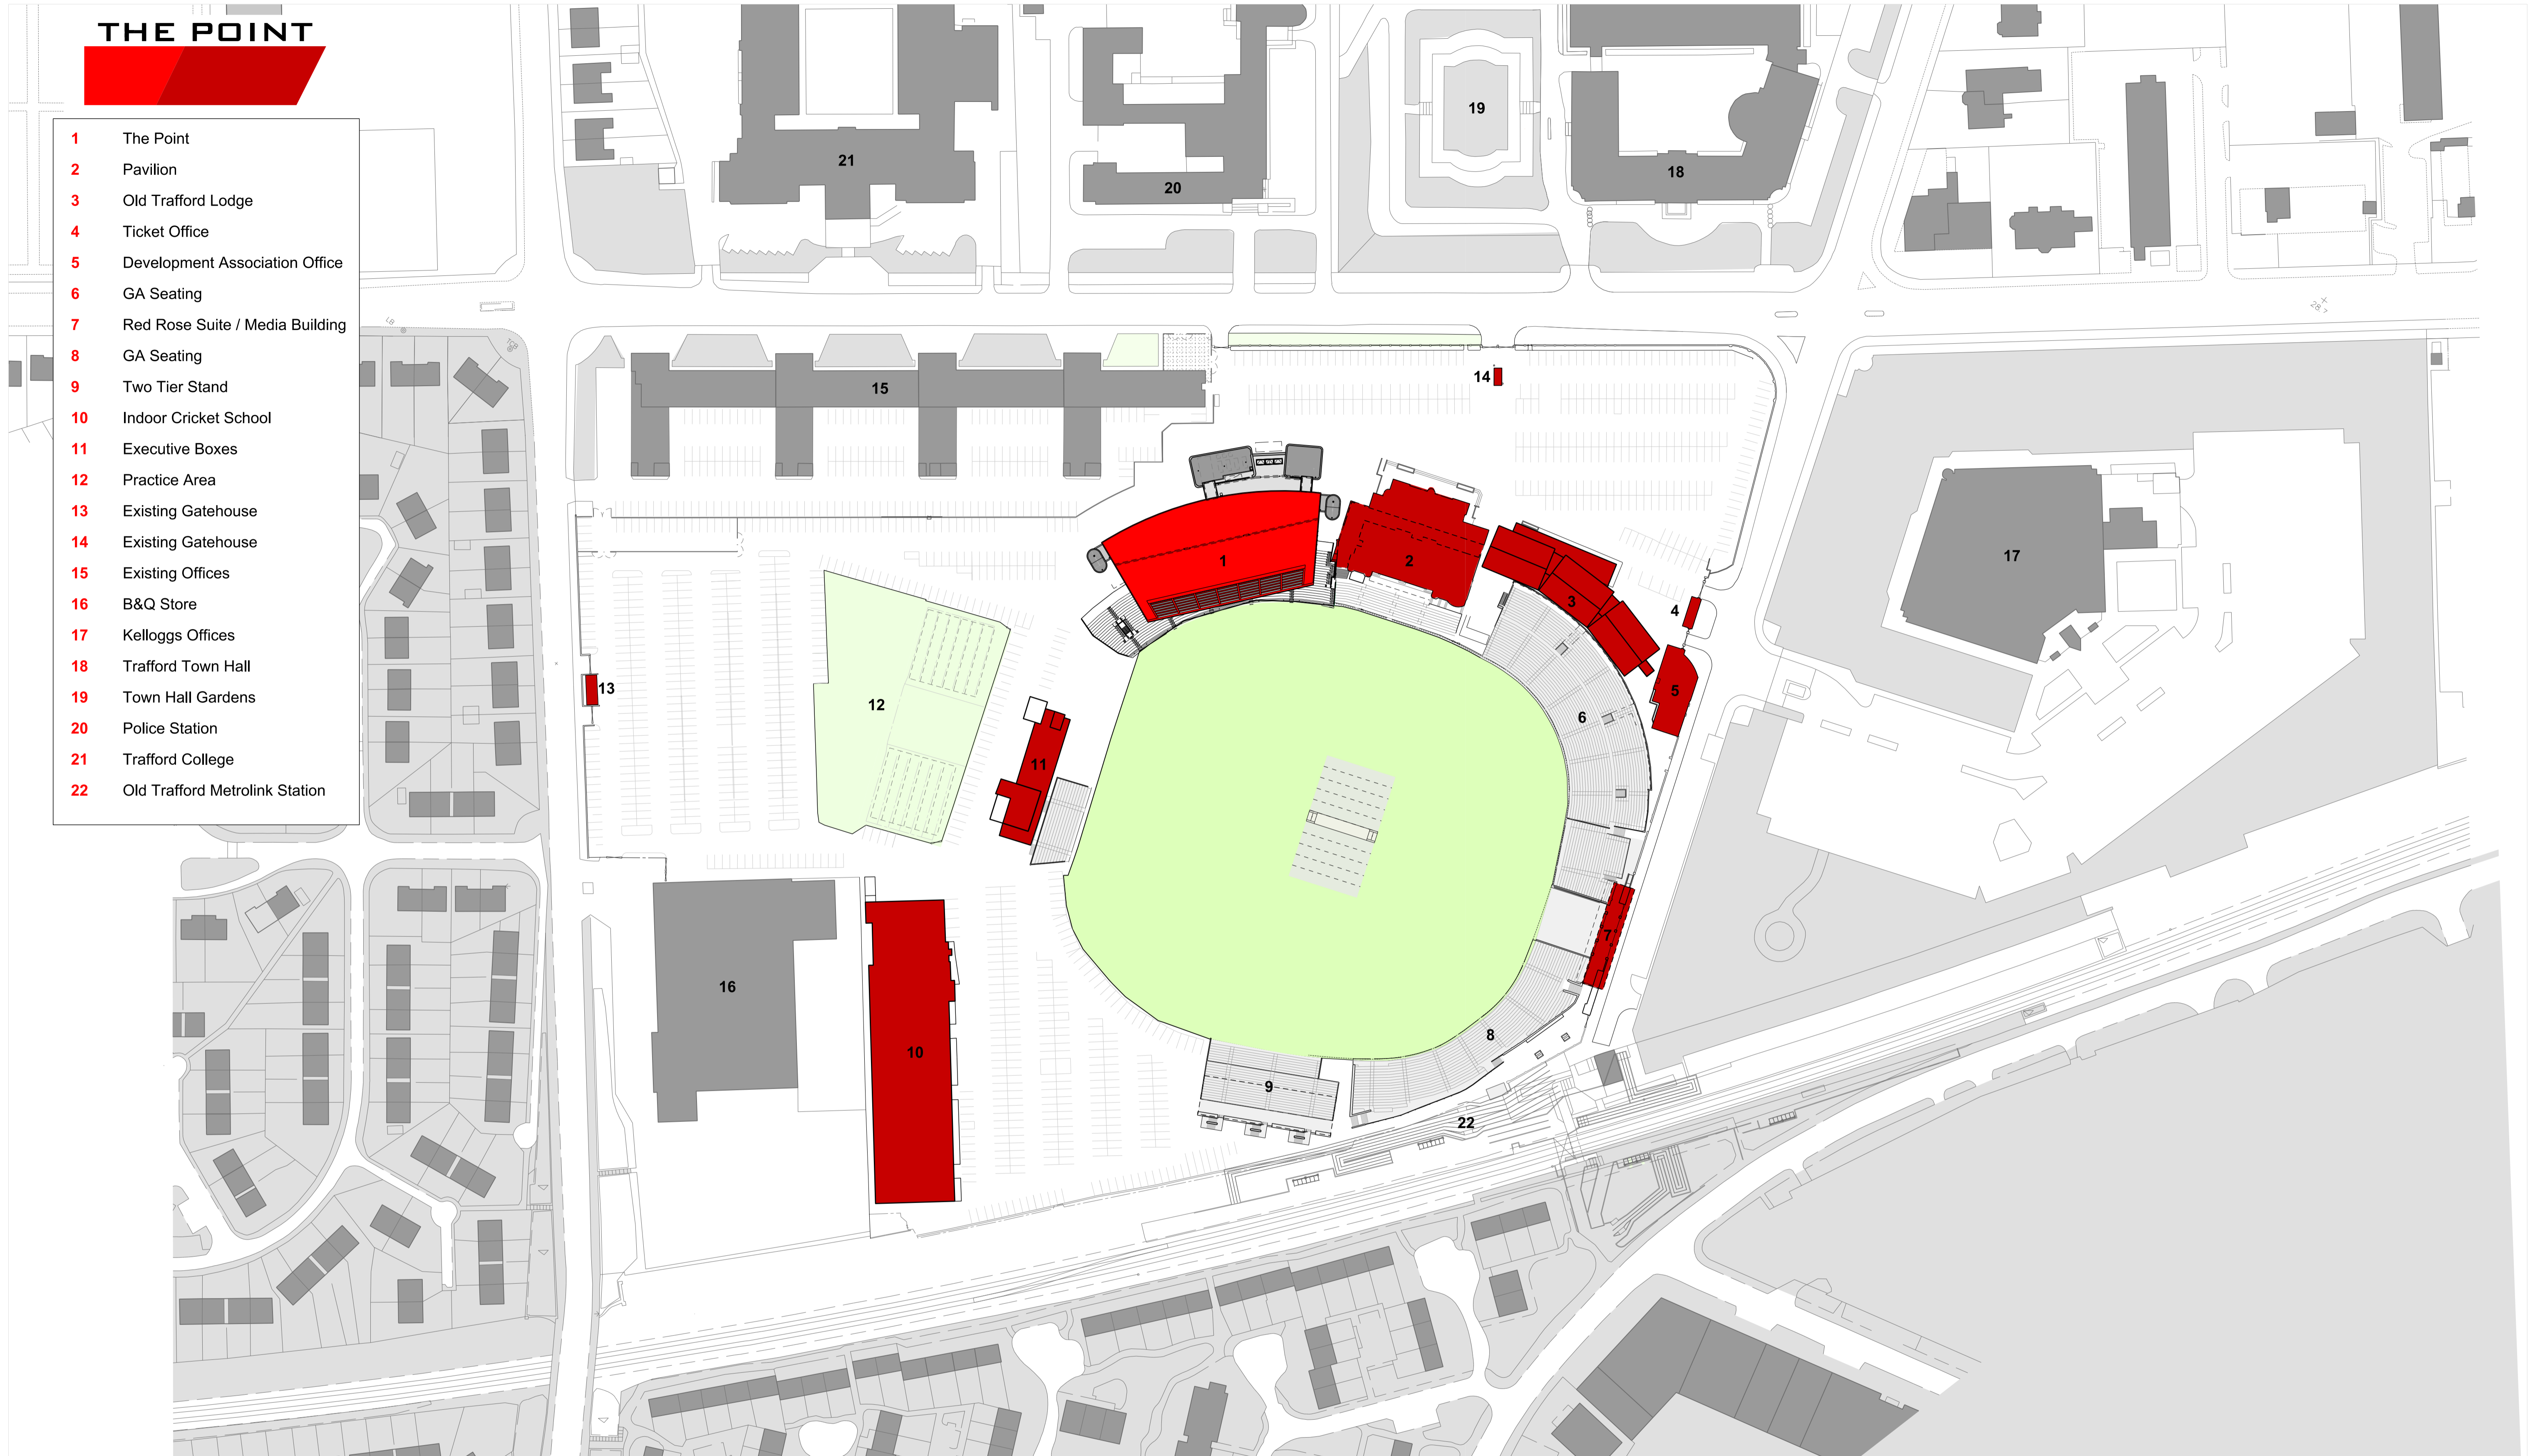 THE POINT
1 The Point
2 Pavilion
3 Old Trafford Lodge
4 Ticket Office
5 Development Association Office
6 GA Seating
7 Red Rose Suite / Media Building
8 GA Seating
9 Two Tier Stand
10 Indoor Cricket School
11 Executive Boxes
12 Practice Area
13 Existing Gatehouse
14 Existing Gatehouse
15 Existing Offices
16 B&Q Store
17 Kelloggs Offices
18 Trafford Town Hall
19 Town Hall Gardens
20 Police Station
21 Trafford College
22 Old Trafford Metrolink Station
19
21
18
20
28.7
LB
14
15
17
1
2
3
4
13
5
12
6
11
7
16
8
10
9
22